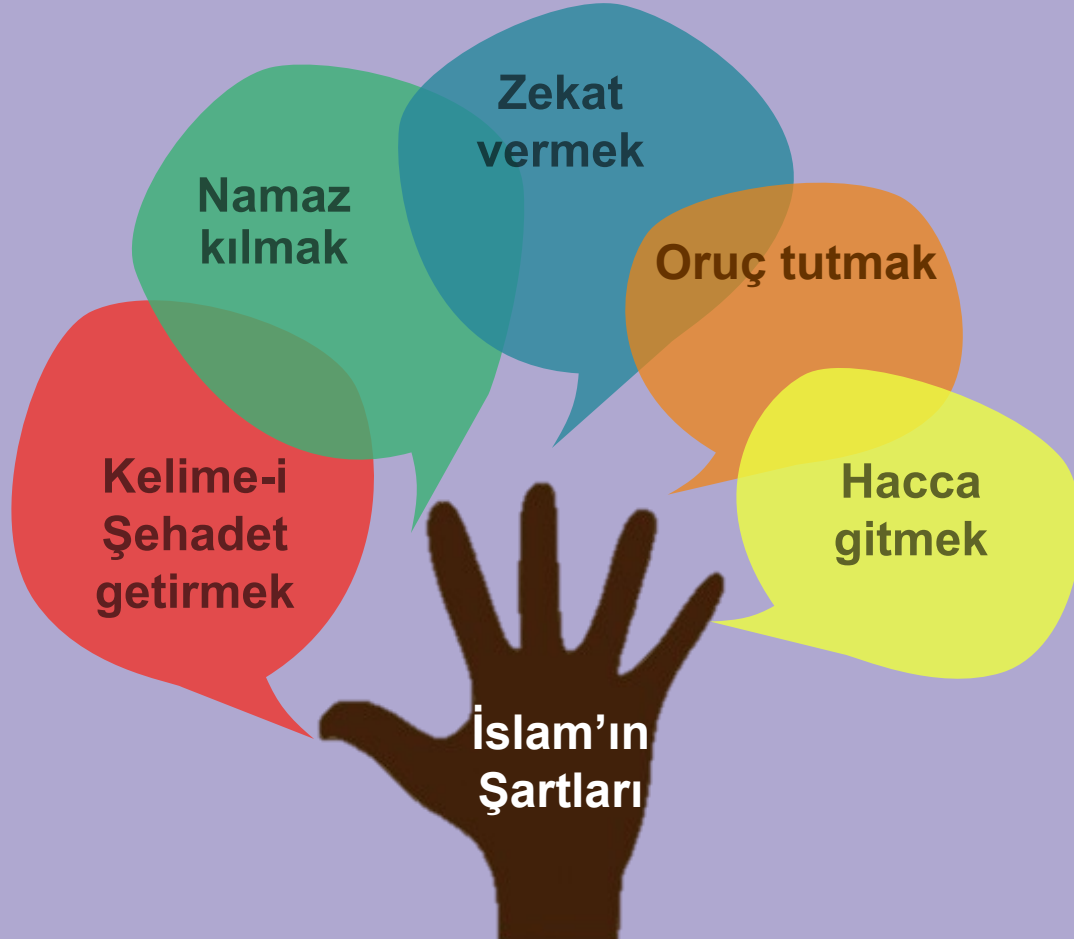 Zekat
vermek
Namaz
kılmak
Oruç tutmak
Kelime-i
Şehadet
getirmek
Hacca
gitmek
İslam’ın
Şartları